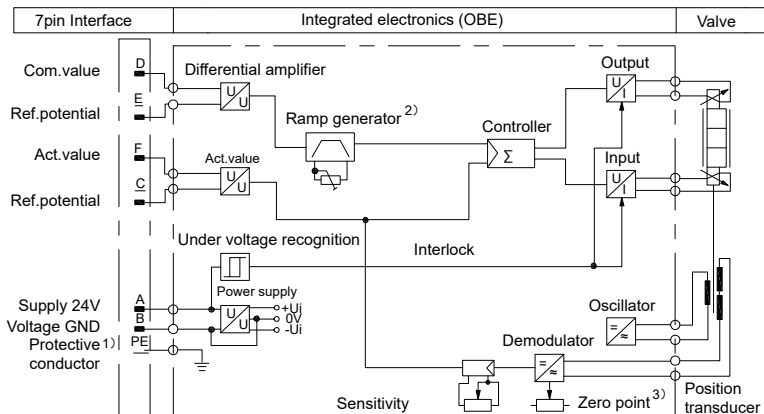 7pin Interface
Integrated electronics (OBE)
Valve
Com.value
D
Differential amplifier
Output
U
U
U
I
Ref.potential
E
Ramp generator 2)
Controller
Act.value
F
Act.value
Σ
Input
U
U
U
I
Ref.potential
C
Under voltage recognition
Interlock
Supply 24V
A
Power supply
U
U
+Ui
0V
-Ui
Oscillator
=
≈
Voltage GND
B
Protective 1)
conductor
PE
Demodulator
=
≈
Sensitivity
Zero point 3)
Position
transducer